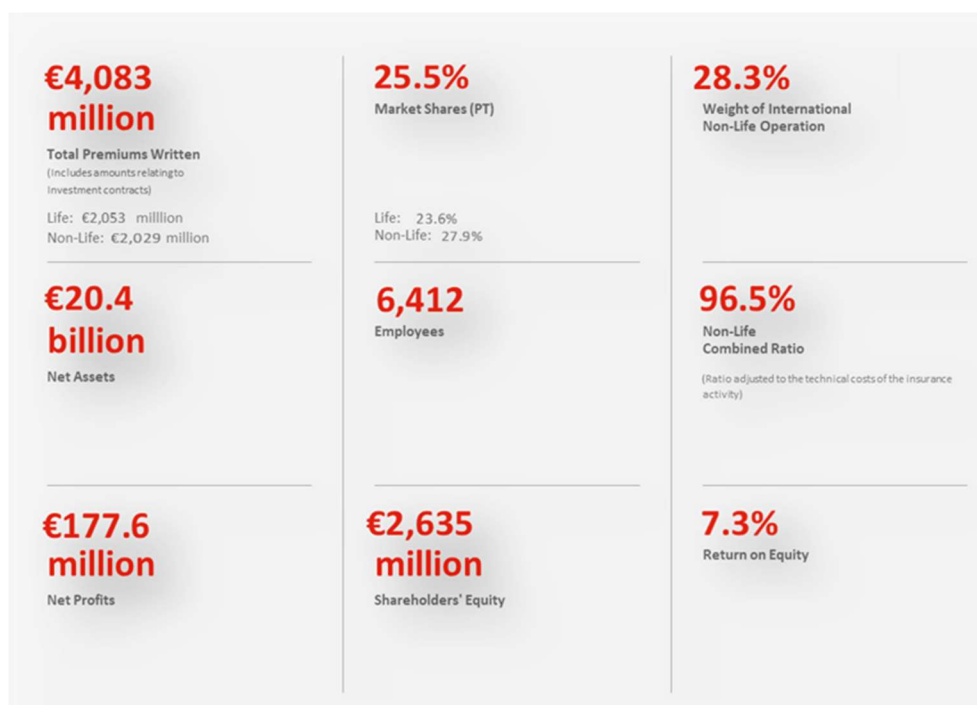 €4,083
million
Total Premiums Written
(Includes amounts relating to
Investment contracts)
Life: €2,053 milllion
Non-Life: €2,029 million
25.5%
Market Shares (PT)
Life: 23.6%
Non-Life: 27.9%
28.3%
Weight of International
Non-Life Operation
€20.4
billion
Net Assets
6,412
Employees
96.5%
Non-Life
Combined Ratio
(Ratio adjusted to the technical costs of the insurance
activity)
€177.6
million
Net Profits
€2,635
million
Shareholders' Equity
7.3%
Return on Equity